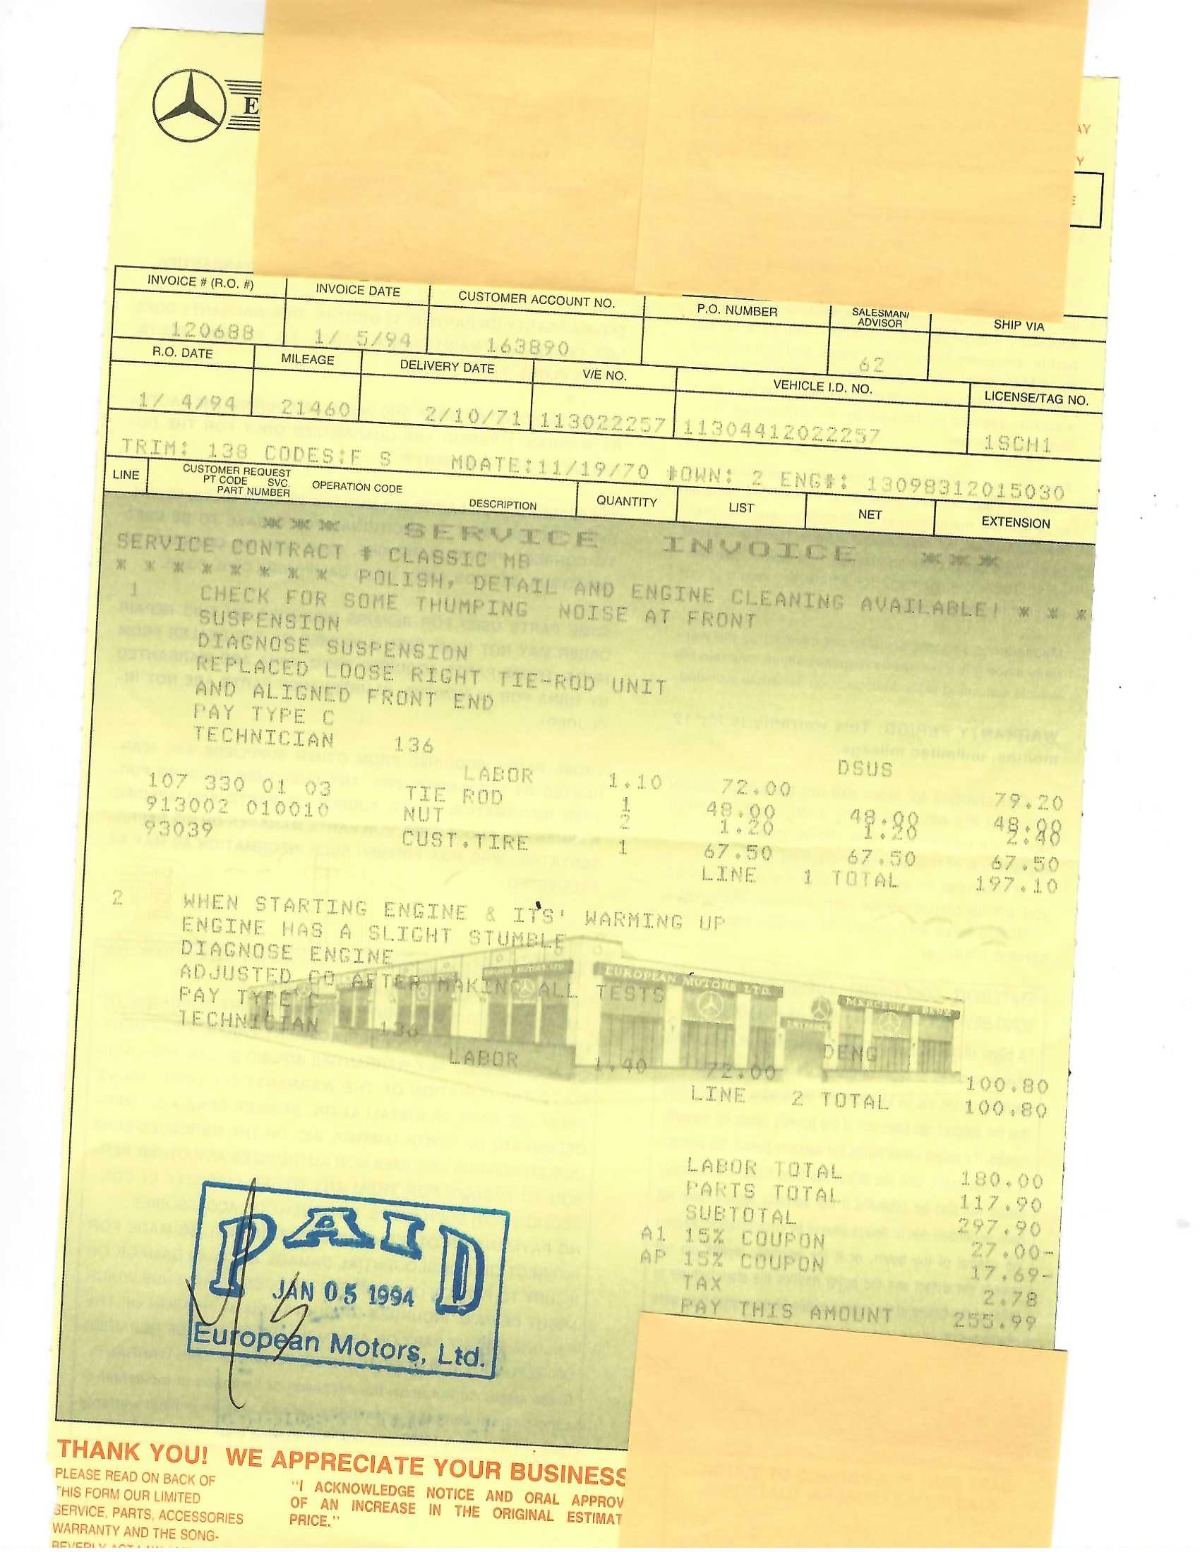 E
AY
Y
E
INVOICE # (R.O. #) INVOICE DATE CUSTOMER ACCOUNT NO. P.O. NUMBER SALESMAN/ ADVISOR SHIP VIA
120688 1/ 5/94 163890 62
R.O. DATE MILEAGE DELIVERY DATE V/E NO. VEHICLE I.D. NO. LICENSE/TAG NO.
1/ 4/94 21460 2/10/71 113022257 11304412022257 1SCH1
TRIM: 138 CODES:F S MDATE:11/19/70 #OWN: 2 ENG#: 13098312015030
LINE CUSTOMER REQUEST PT CODE SVC. PART NUMBER OPERATION CODE DESCRIPTION QUANTITY LIST NET EXTENSION
* * * SERVICE INVOICE * * *
SERVICE CONTRACT # CLASSIC MB
* * * * * * * * POLISH, DETAIL AND ENGINE CLEANING AVAILABLE! * * *
1 CHECK FOR SOME THUMPING NOISE AT FRONT
SUSPENSION
DIAGNOSE SUSPENSION
REPLACED LOOSE RIGHT TIE-ROD UNIT
AND ALIGNED FRONT END
PAY TYPE C
TECHNICIAN 136 DSUS
LABOR 1.10 72.00 79.20
107 330 01 03 TIE ROD 1 48.00 48.00 48.00
913002 010010 NUT 2 1.20 1.20 2.40
93039 CUST.TIRE 1 67.50 67.50 67.50
LINE 1 TOTAL 197.10
2 WHEN STARTING ENGINE & ITS' WARMING UP
ENGINE HAS A SLIGHT STUMBLE
DIAGNOSE ENGINE
ADJUSTED CO AFTER MAKING ALL TESTS
PAY TYPE C
TECHNICIAN 136 DENG
LABOR 1.40 72.00 100.80
LINE 2 TOTAL 100.80
EUROPEAN MOTORS LTD.
MERCEDES BENZ
LABOR TOTAL 180.00
PARTS TOTAL 117.90
SUBTOTAL 297.90
A1 15% COUPON 27.00-
AP 15% COUPON 17.69-
TAX 2.78
PAY THIS AMOUNT 255.99
PAID
JAN 05 1994
European Motors, Ltd.
THANK YOU! WE APPRECIATE YOUR BUSINESS
PLEASE READ ON BACK OF
THIS FORM OUR LIMITED
SERVICE, PARTS, ACCESSORIES
WARRANTY AND THE SONG-
"I ACKNOWLEDGE NOTICE AND ORAL APPROV
OF AN INCREASE IN THE ORIGINAL ESTIMAT
PRICE."